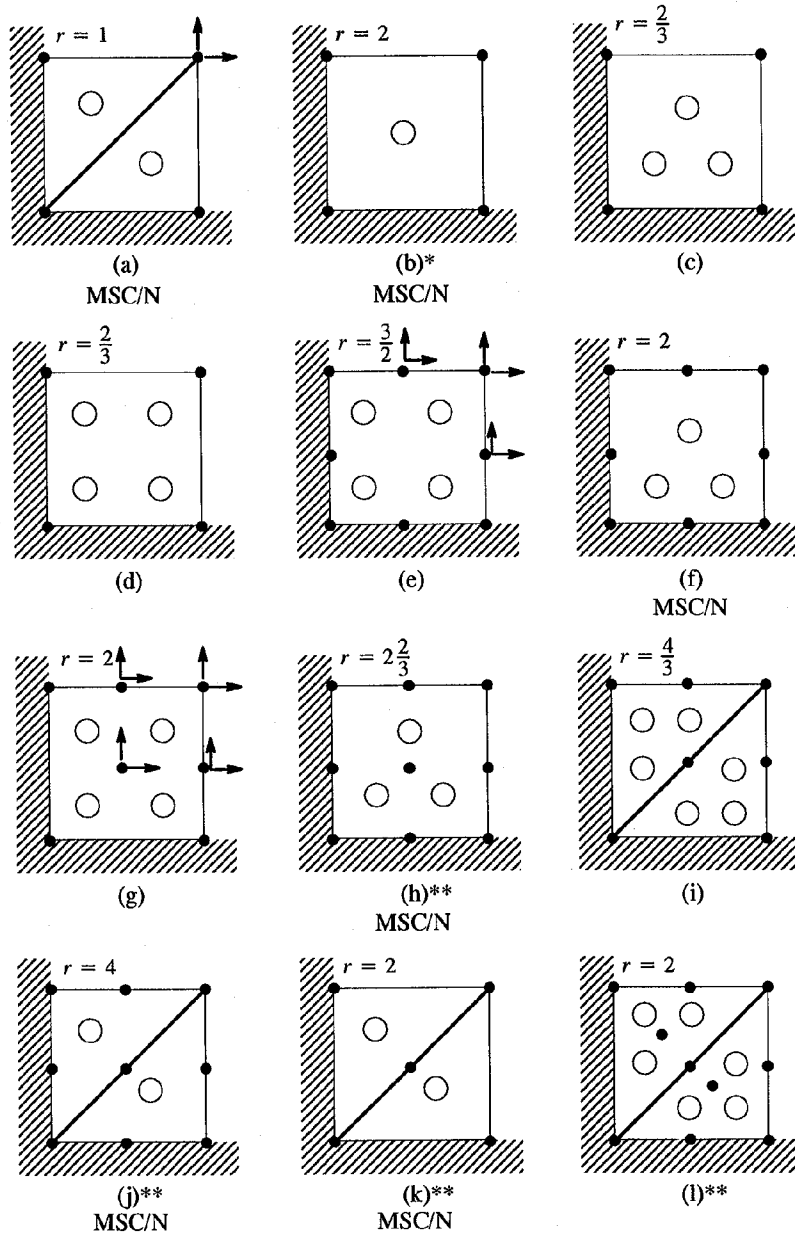 r = 1
r = 2
r = 2/3
(a)
(b)*
(c)
MSC/N
MSC/N
r = 2/3
r = 3/2
r = 2
(d)
(e)
(f)
MSC/N
r = 2
r = 2 2/3
r = 4/3
(g)
(h)**
(i)
MSC/N
r = 4
r = 2
r = 2
(j)**
(k)**
(l)**
MSC/N
MSC/N